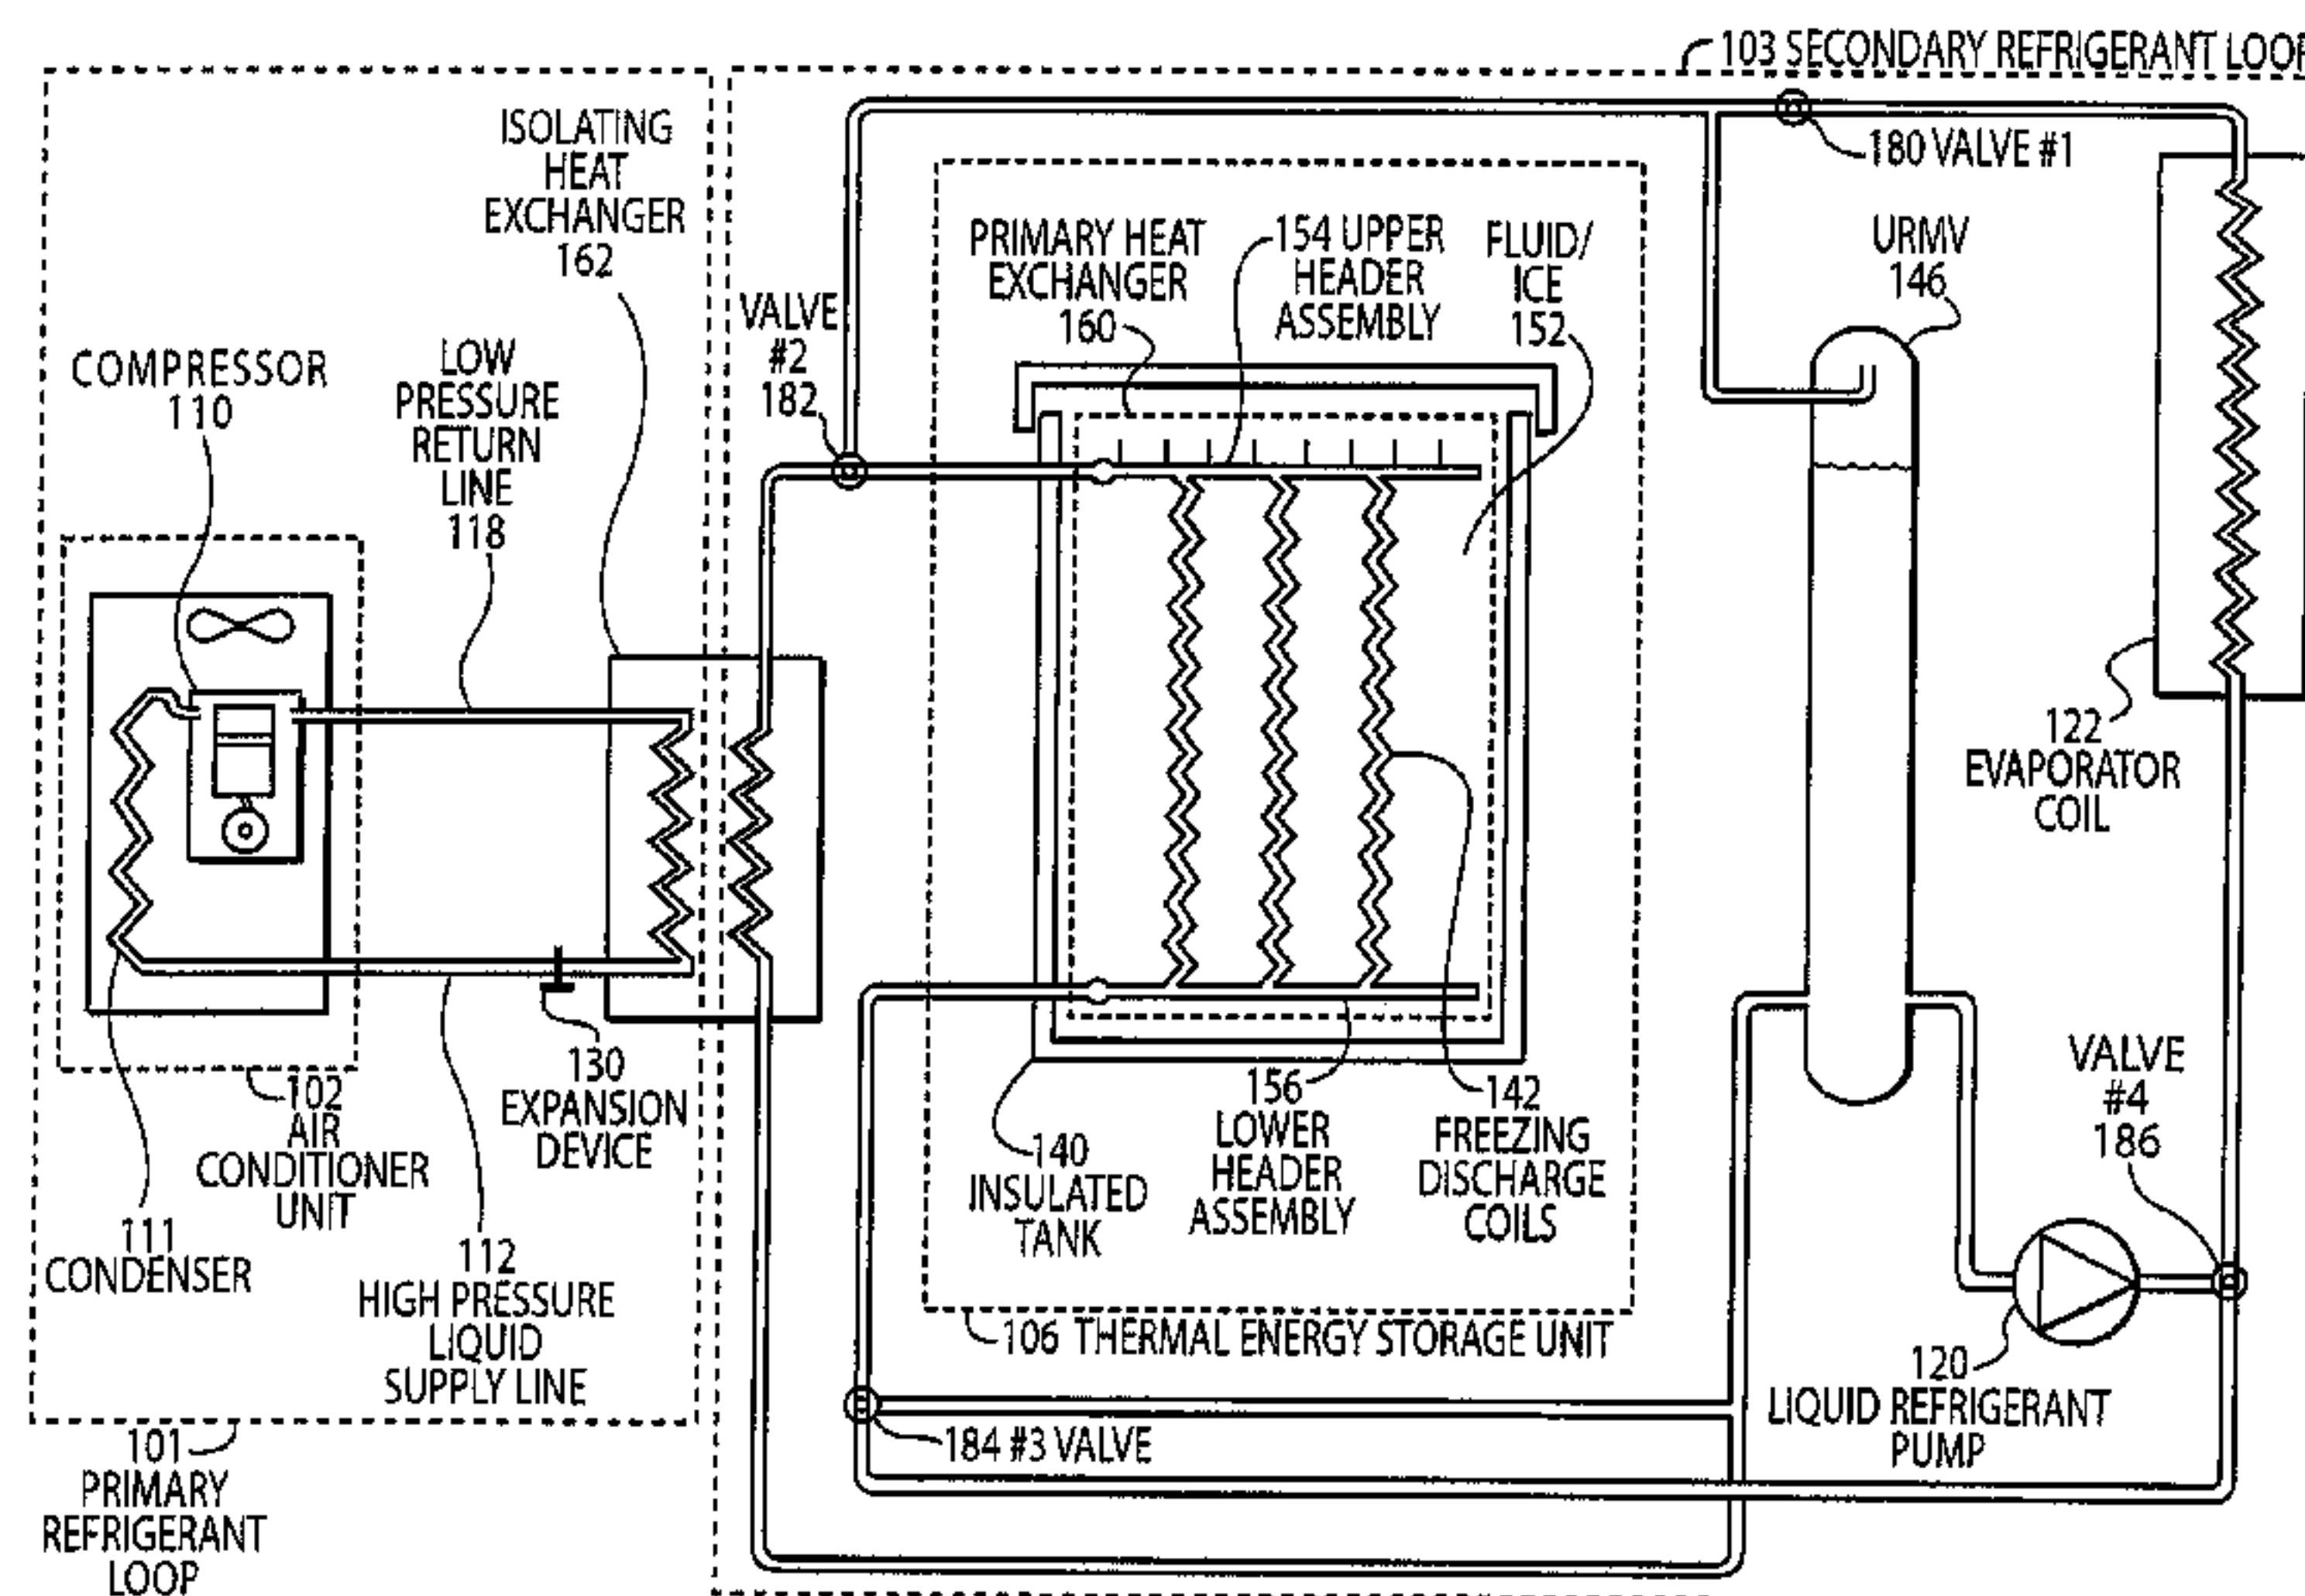 103 SECONDARY REFRIGERANT LOOP
ISOLATING
HEAT
EXCHANGER
162
180 VALVE #1
PRIMARY HEAT
EXCHANGER
160
154 UPPER
HEADER
ASSEMBLY
FLUID/
ICE
152
URMV
146
VALVE
#2
182
COMPRESSOR
110
LOW
PRESSURE
RETURN
LINE
118
122
EVAPORATOR
COIL
130
EXPANSION
DEVICE
102
AIR
CONDITIONER
UNIT
111
CONDENSER
112
HIGH PRESSURE
LIQUID
SUPPLY LINE
140
INSULATED
TANK
156
LOWER
HEADER
ASSEMBLY
142
FREEZING
DISCHARGE
COILS
VALVE
#4
186
106 THERMAL ENERGY STORAGE UNIT
120
LIQUID REFRIGERANT
PUMP
184 #3 VALVE
101
PRIMARY
REFRIGERANT
LOOP